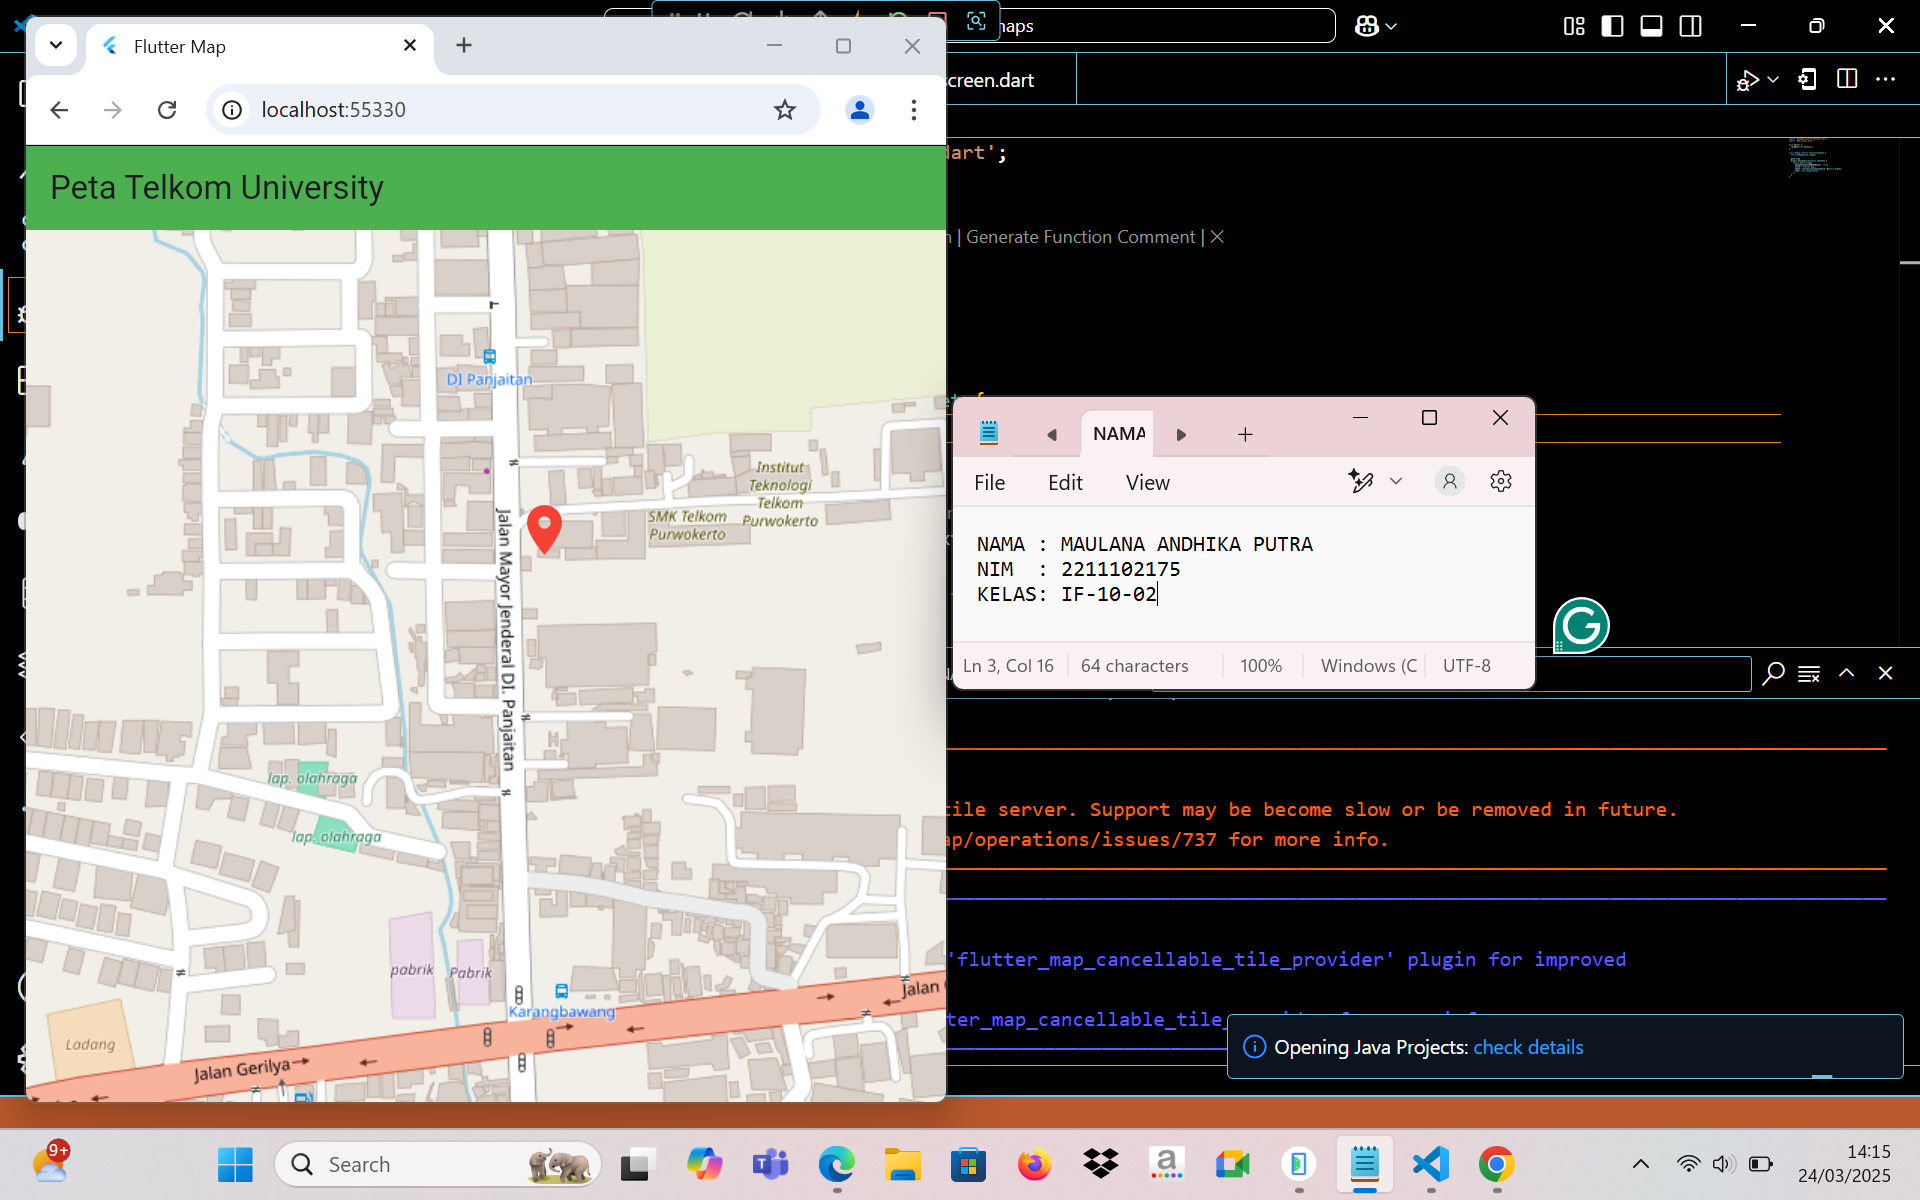 Flutter Map
localhost:55330
Peta Telkom University
DI Panjaitan
Institut
Teknologi
Telkom
Purwokerto
SMK Telkom
Purwokerto
Jalan Mayor Jenderal DI. Panjaitan
lap. olahraga
lap. olahraga
pabrik
Pabrik
Karangbawang
Ladang
Jalan Gerilya
Jalan
maps
screen.dart
dart';
| Generate Function Comment |
NAMA
File Edit View
NAMA : MAULANA ANDHIKA PUTRA
NIM : 2211102175
KELAS: IF-10-02
Ln 3, Col 16 64 characters 100% Windows (C UTF-8
tile server. Support may be become slow or be removed in future.
ap/operations/issues/737 for more info.
'flutter_map_cancellable_tile_provider' plugin for improved
ter_map_cancellable_tile_
Opening Java Projects: check details
9+
Search
14:15
24/03/2025